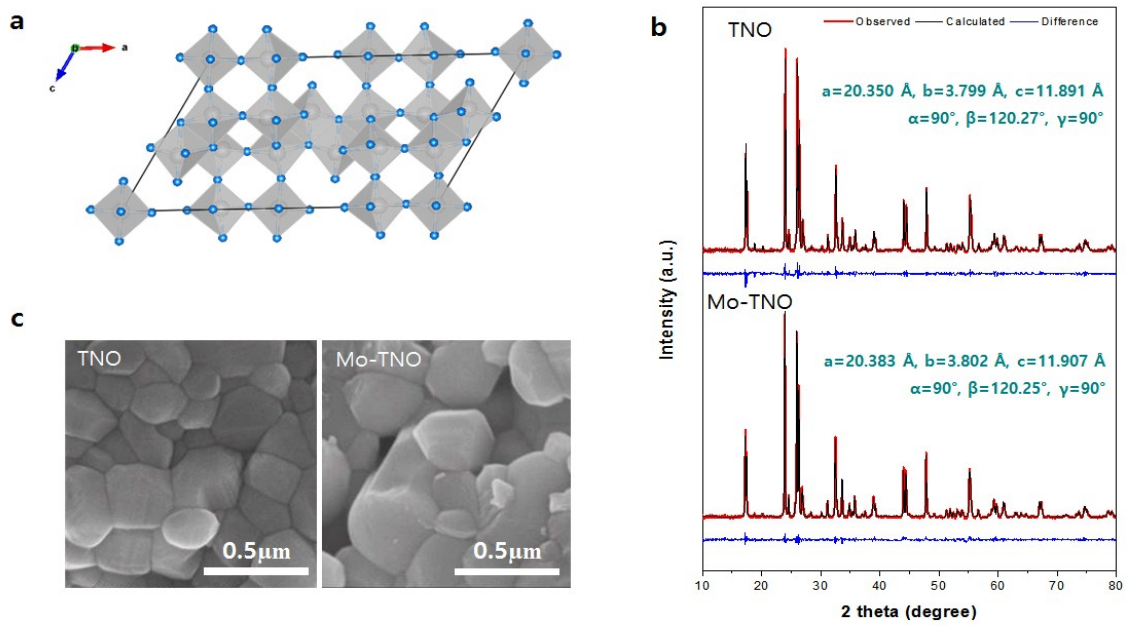 a
b
a
c
b
Observed
Calculated
Difference
TNO
a=20.350 Å, b=3.799 Å, c=11.891 Å
α=90°, β=120.27°, γ=90°
Mo-TNO
a=20.383 Å, b=3.802 Å, c=11.907 Å
α=90°, β=120.25°, γ=90°
Intensity (a.u.)
10 20 30 40 50 60 70 80
2 theta (degree)
c
TNO
0.5μm
Mo-TNO
0.5μm